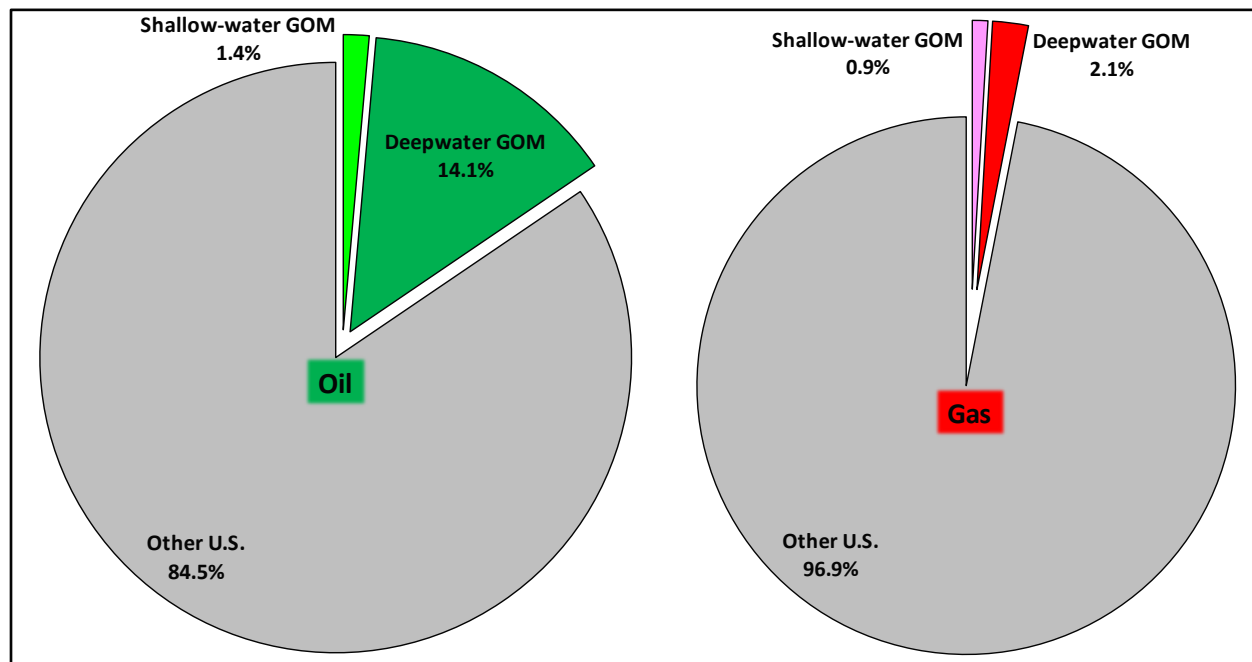 Shallow-water GOM
1.4%
Deepwater GOM
14.1%
Oil
Other U.S.
84.5%
Shallow-water GOM
0.9%
Deepwater GOM
2.1%
Gas
Other U.S.
96.9%